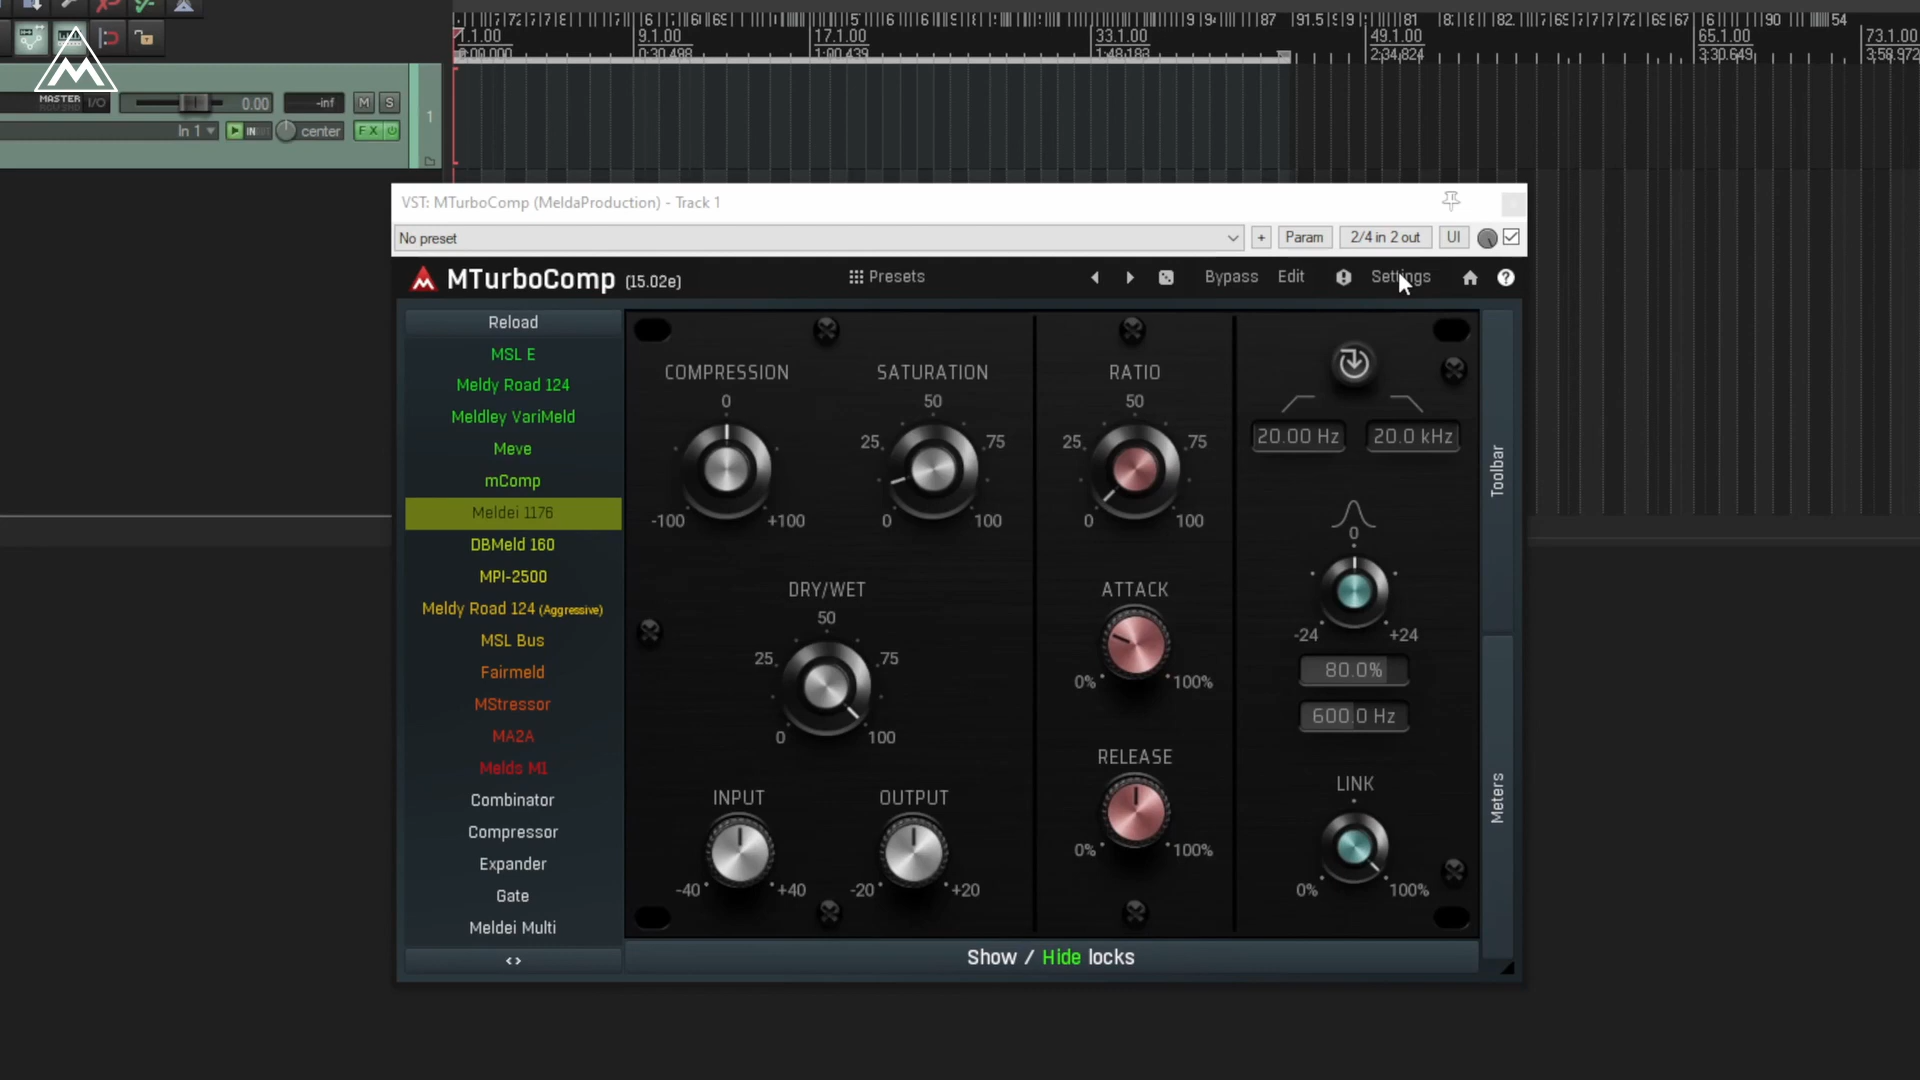 1.1.00
9.1.00
17.1.00
33.1.00
49.1.00
65.1.00
73.1.00
0:00.000
0:30.498
1:00.439
1:48.183
2:34.824
3:30.649
3:58.972
MASTER
I/O
0.00
-inf
M
S
1
In 1
IN
center
FX
VST: MTurboComp (MeldaProduction) - Track 1
No preset
+
Param
2/4 in 2 out
UI
MTurboComp (15.02e)
Presets
Bypass
Edit
Settings
?
Reload
MSL E
Meldy Road 124
Meldley VariMeld
Meve
mComp
Meldei 1176
DBMeld 160
MPI-2500
Meldy Road 124 (Aggressive)
MSL Bus
Fairmeld
MStressor
MA2A
Melds M1
Combinator
Compressor
Expander
Gate
Meldei Multi
<>
COMPRESSION
0
-100
+100
SATURATION
50
25
75
0
100
DRY/WET
50
25
75
0
100
INPUT
-40
+40
OUTPUT
-20
+20
RATIO
50
25
75
0
100
ATTACK
0%
100%
RELEASE
0%
100%
20.00 Hz
20.0 kHz
0
-24
+24
80.0%
600.0 Hz
LINK
0%
100%
Toolbar
Meters
Show / Hide locks